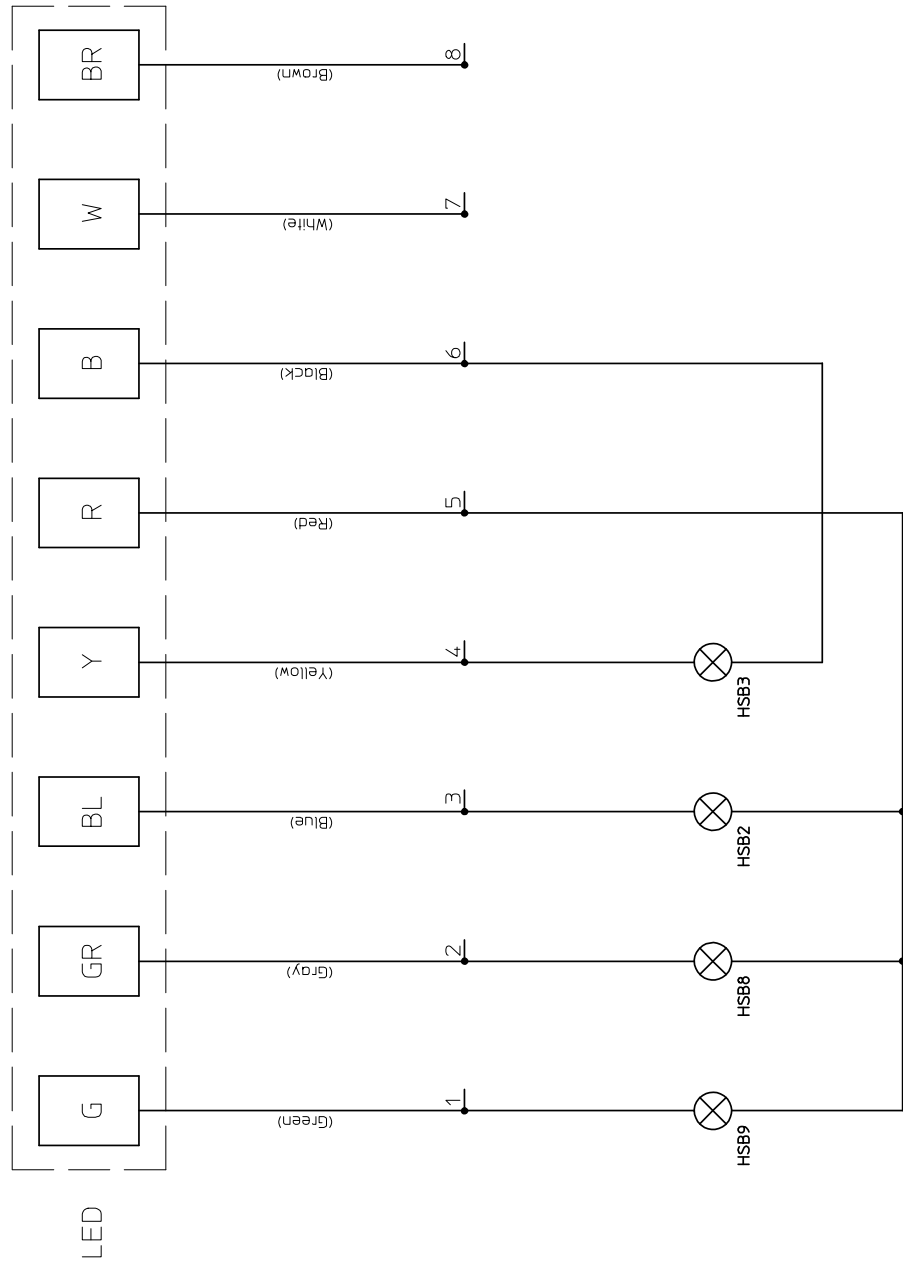 LED
G
GR
BL
Y
R
B
W
BR
(Green)
(Gray)
(Blue)
(Yellow)
(Red)
(Black)
(White)
(Brown)
1
2
3
4
5
6
7
8
HSB9
HSB8
HSB2
HSB3